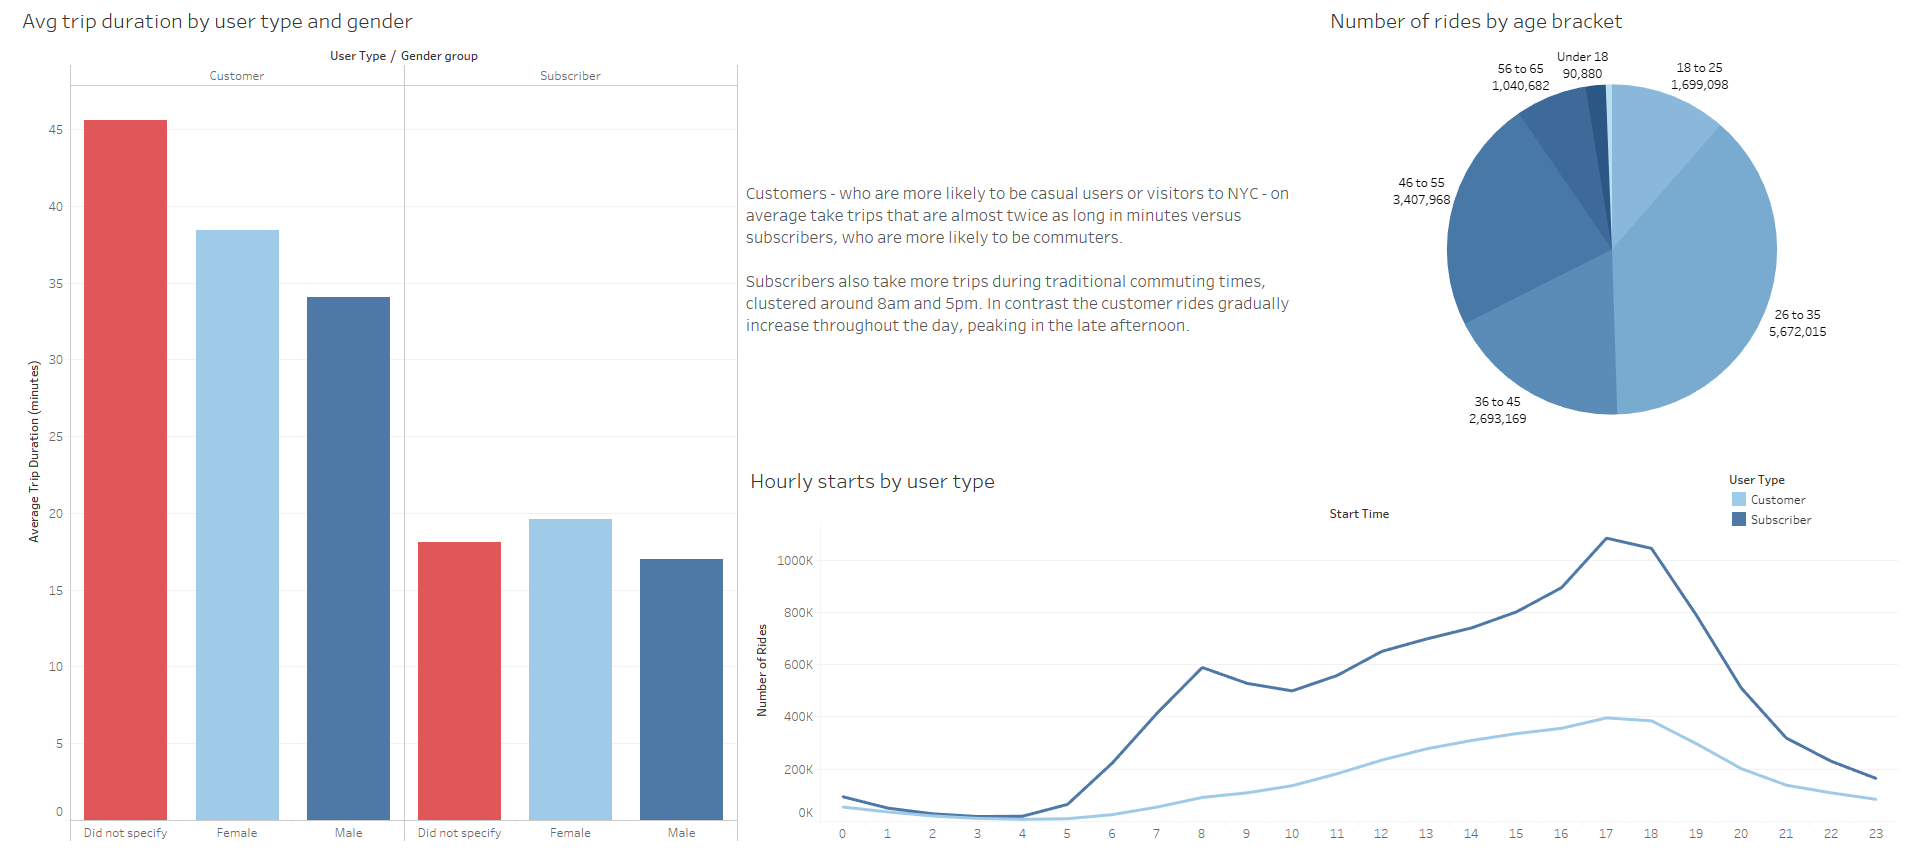 Avg trip duration by user type and gender
User Type / Gender group
Customer
Subscriber
Average Trip Duration (minutes)
45
40
35
30
25
20
15
10
5
0
Did not specify
Female
Male
Did not specify
Female
Male
Customers - who are more likely to be casual users or visitors to NYC - on
average take trips that are almost twice as long in minutes versus
subscribers, who are more likely to be commuters.
Subscribers also take more trips during traditional commuting times,
clustered around 8am and 5pm. In contrast the customer rides gradually
increase throughout the day, peaking in the late afternoon.
Number of rides by age bracket
Under 18
90,880
18 to 25
1,699,098
26 to 35
5,672,015
36 to 45
2,693,169
46 to 55
3,407,968
56 to 65
1,040,682
Hourly starts by user type
User Type
Customer
Subscriber
Start Time
Number of Rides
1000K
800K
600K
400K
200K
0K
0
1
2
3
4
5
6
7
8
9
10
11
12
13
14
15
16
17
18
19
20
21
22
23